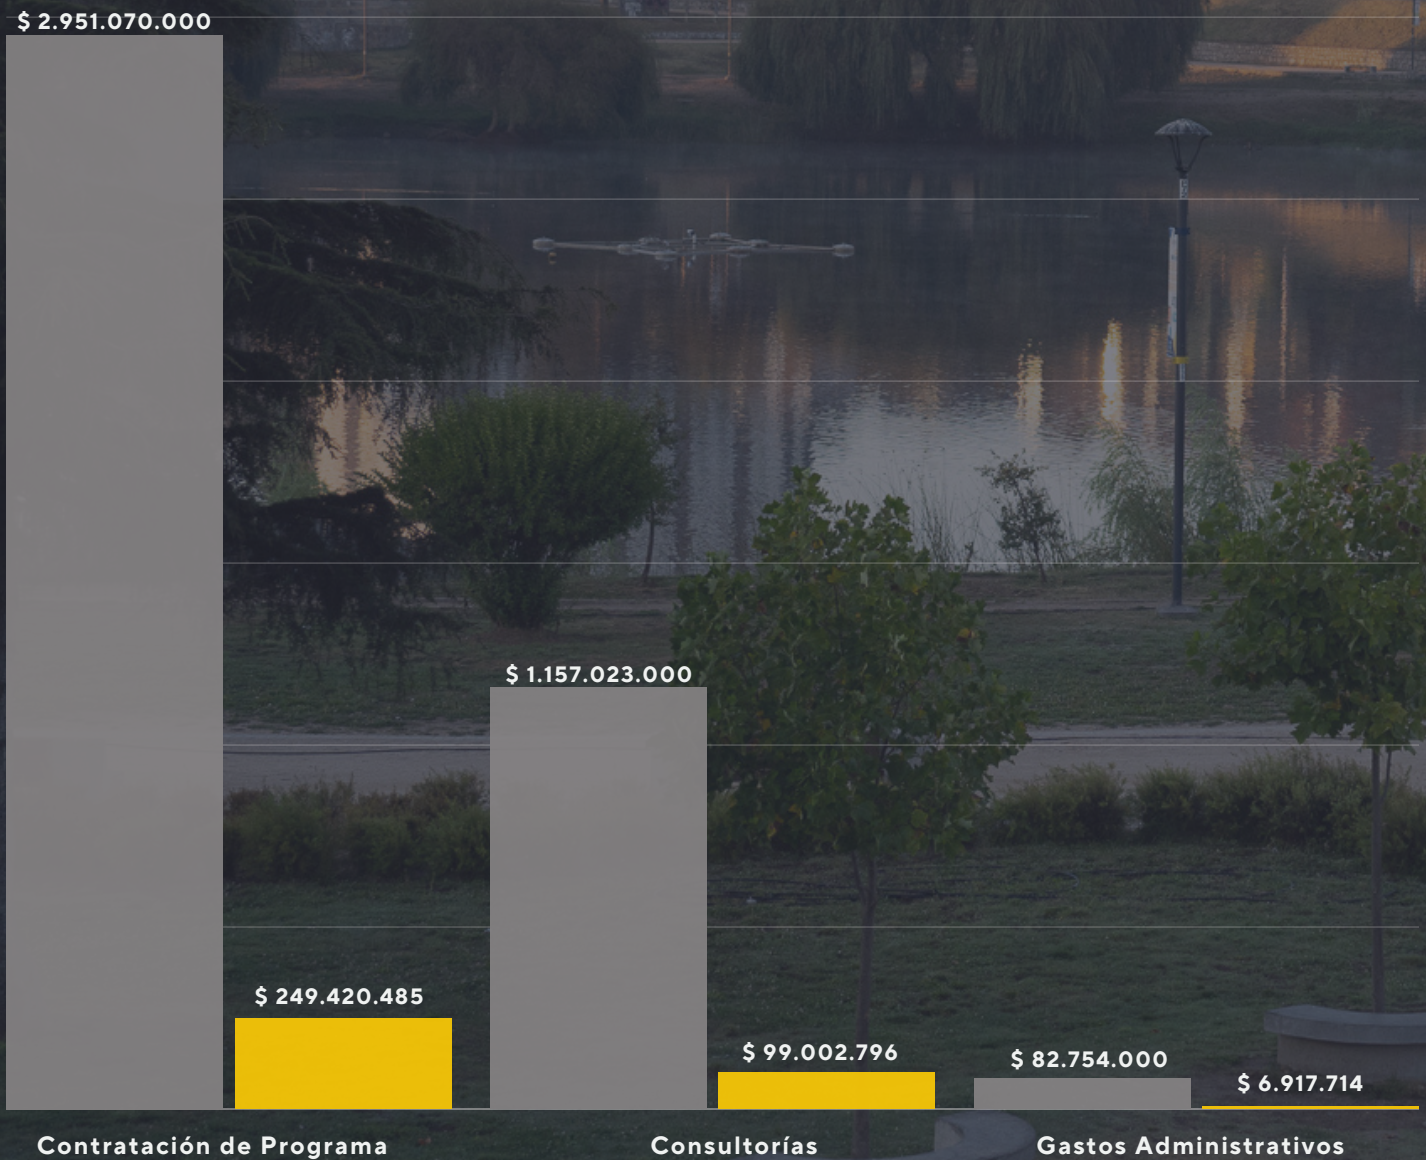 $ 2.951.070.000
$ 1.157.023.000
$ 249.420.485
$ 99.002.796
$ 82.754.000
$ 6.917.714
Contratación de Programa
Consultorías
Gastos Administrativos